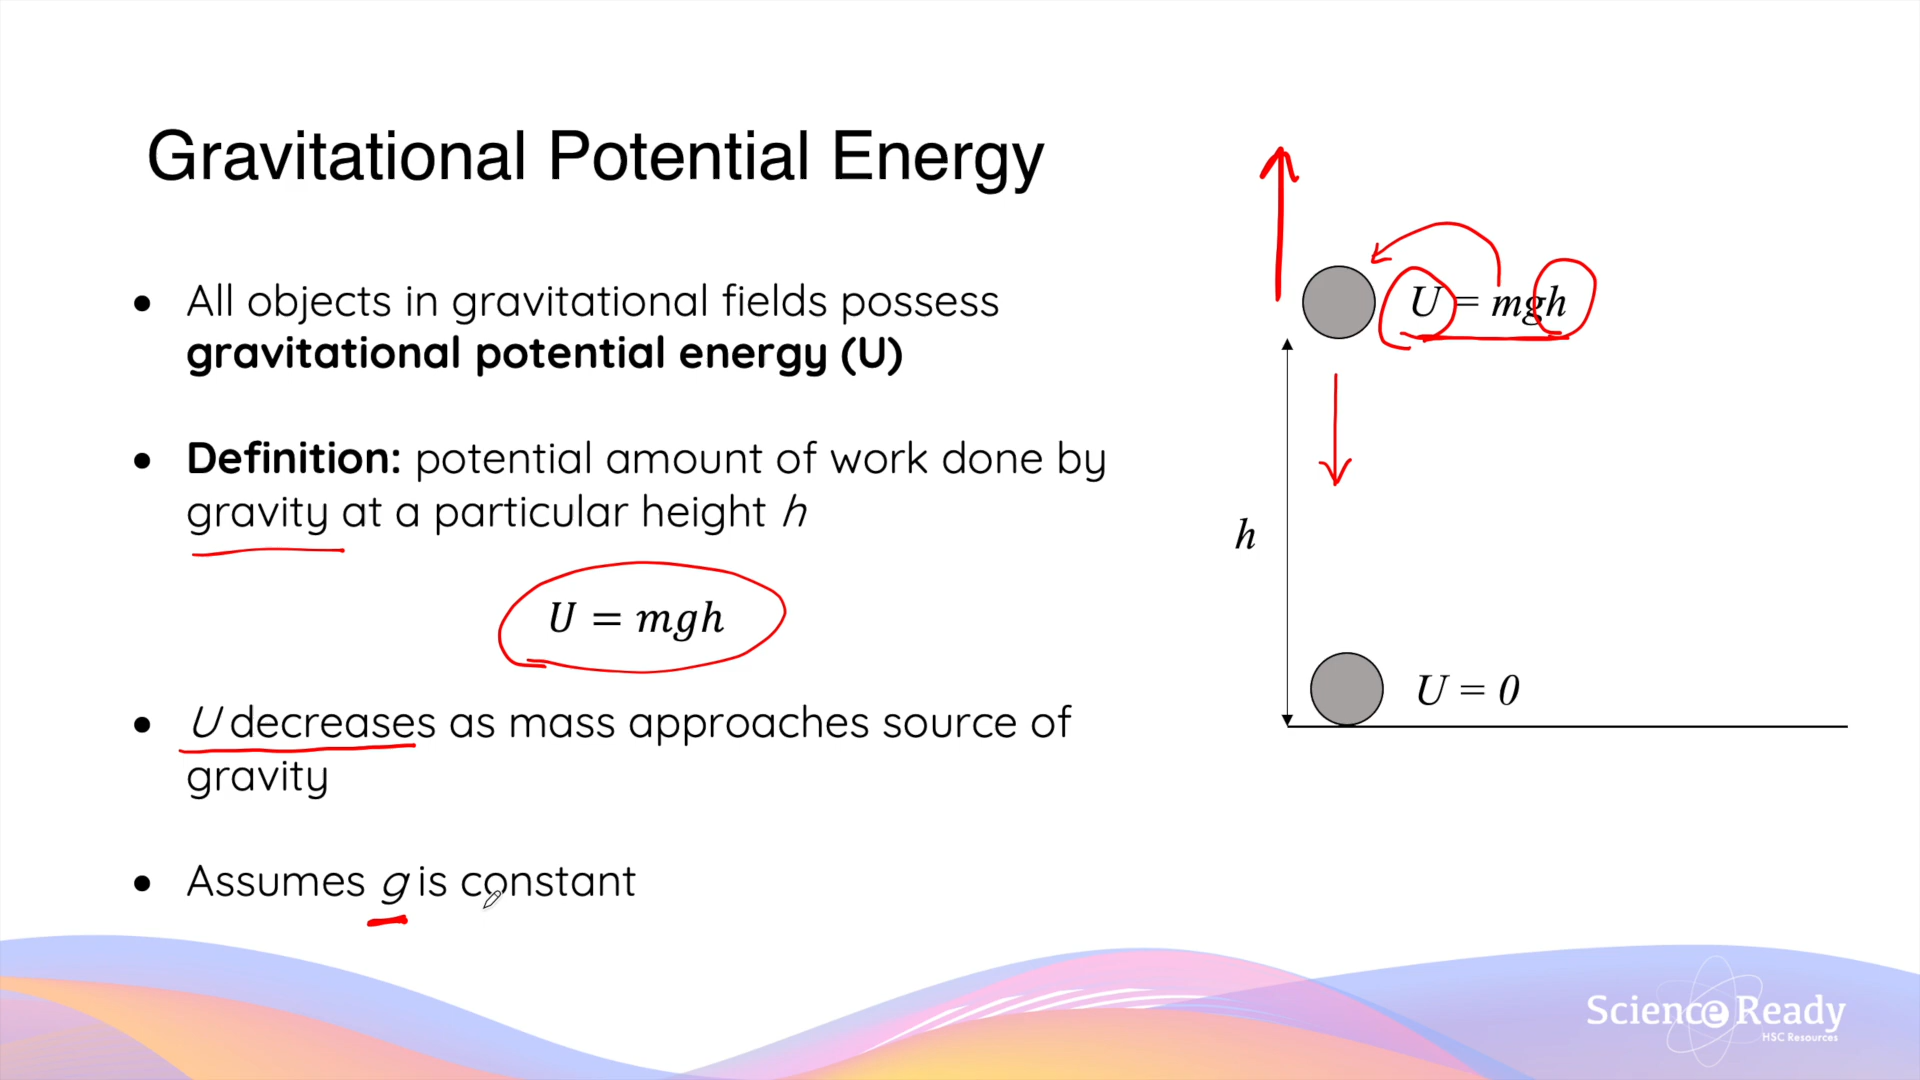 Gravitational Potential Energy
● All objects in gravitational fields possess
gravitational potential energy (U)
● Definition: potential amount of work done by
gravity at a particular height h
U = mgh
● U decreases as mass approaches source of
gravity
● Assumes g is constant
U = mgh
h
U = 0
Science Ready
HSC Resources